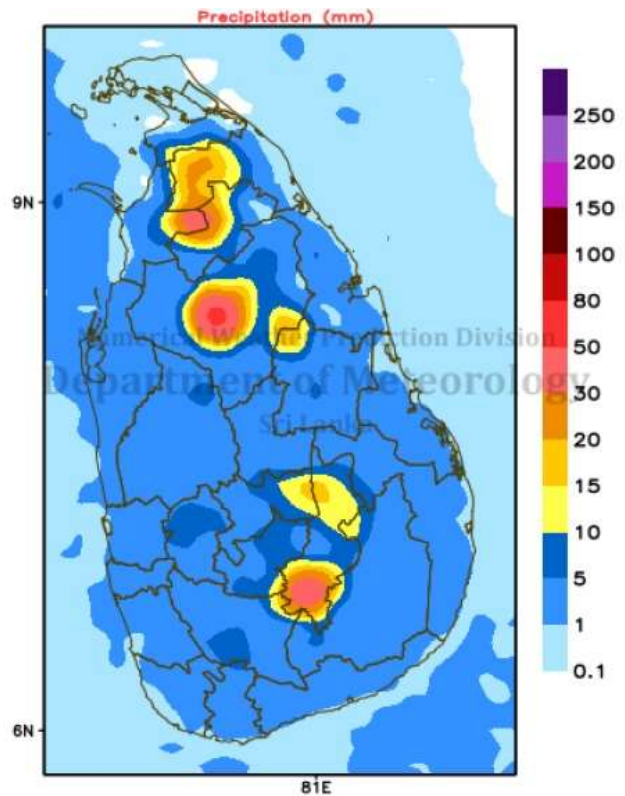 Precipitation (mm)
250
200
150
100
80
50
30
20
15
10
5
1
0.1
9N
Numerical Weather Prediction Division
Department of Meteorology
Sri Lanka
6N
81E